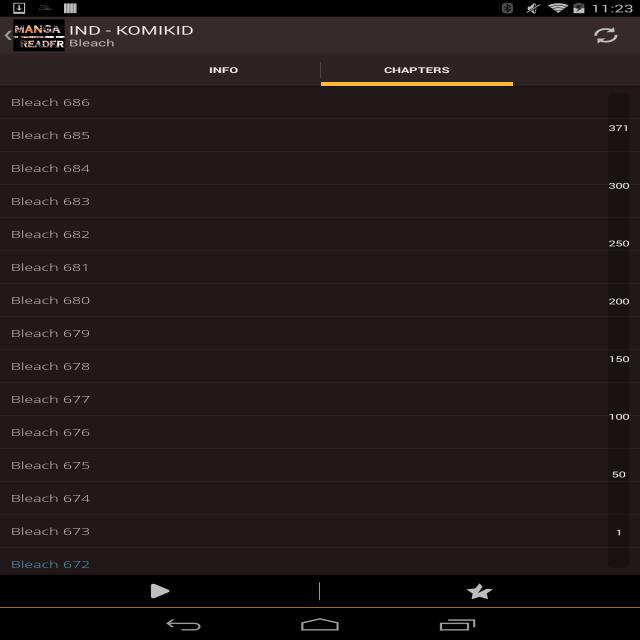 11:23
MANGA
READER
IND - KOMIKID
Bleach
INFO
CHAPTERS
Bleach 686
Bleach 685
Bleach 684
Bleach 683
Bleach 682
Bleach 681
Bleach 680
Bleach 679
Bleach 678
Bleach 677
Bleach 676
Bleach 675
Bleach 674
Bleach 673
Bleach 672
371
300
250
200
150
100
50
1